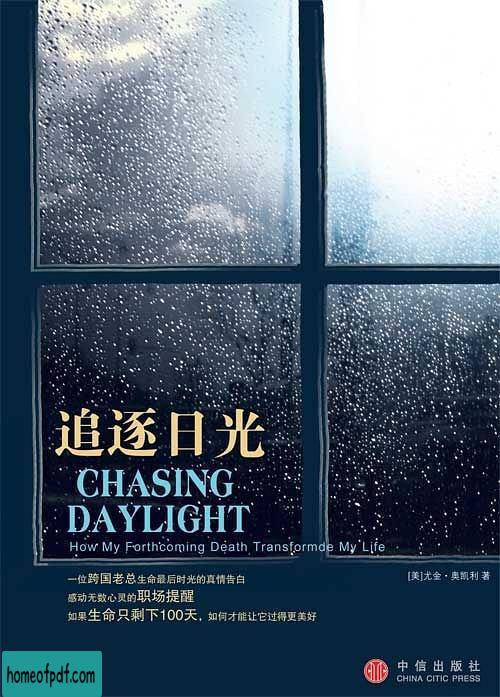 追逐日光
CHASING
DAYLIGHT
How My Forthcoming Death Transformde My Life
[美]尤金·奥凯利 著
一位跨国老总生命最后时光的真情告白
感动无数心灵的职场提醒
如果生命只剩下100天，如何才能让它过得更美好
homeofpdf.com
中信出版社
CHINA CITIC PRESS